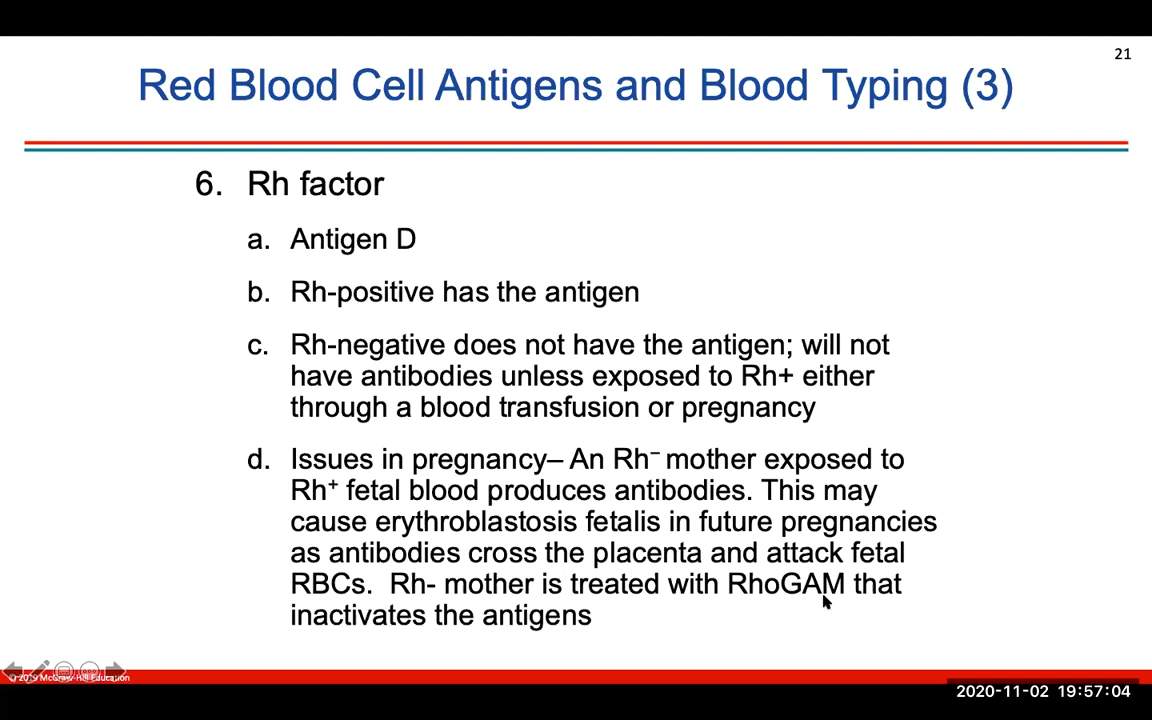 21
Red Blood Cell Antigens and Blood Typing (3)
6. Rh factor
a. Antigen D
b. Rh-positive has the antigen
c. Rh-negative does not have the antigen; will not
have antibodies unless exposed to Rh+ either
through a blood transfusion or pregnancy
d. Issues in pregnancy– An Rh⁻ mother exposed to
Rh⁺ fetal blood produces antibodies. This may
cause erythroblastosis fetalis in future pregnancies
as antibodies cross the placenta and attack fetal
RBCs.  Rh- mother is treated with RhoGAM that
inactivates the antigens
© 2019 McGraw-Hill Education
2020-11-02 19:57:04